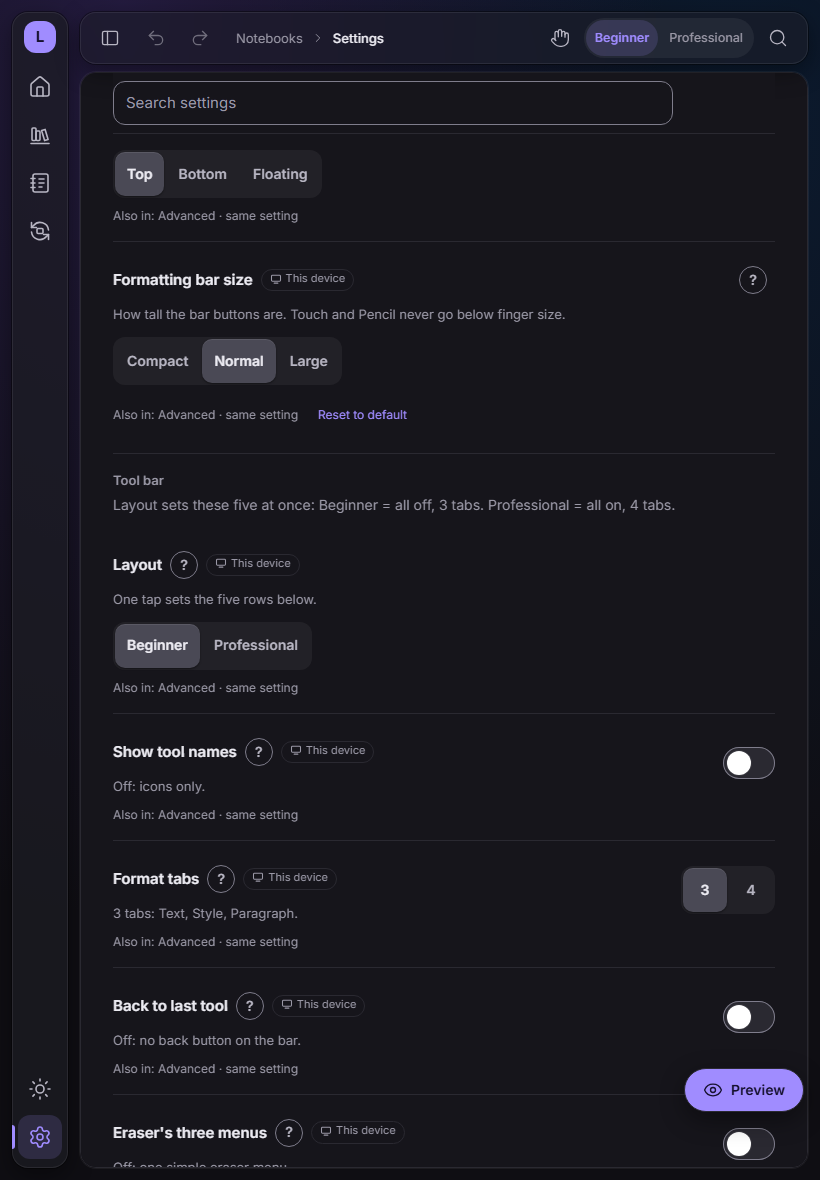 L
Notebooks > Settings
Beginner Professional
Search settings
Top Bottom Floating
Also in: Advanced · same setting
Formatting bar size This device ?
How tall the bar buttons are. Touch and Pencil never go below finger size.
Compact Normal Large
Also in: Advanced · same setting Reset to default
Tool bar
Layout sets these five at once: Beginner = all off, 3 tabs. Professional = all on, 4 tabs.
Layout ? This device
One tap sets the five rows below.
Beginner Professional
Also in: Advanced · same setting
Show tool names ? This device
Off: icons only.
Also in: Advanced · same setting
Format tabs ? This device
3 4
3 tabs: Text, Style, Paragraph.
Also in: Advanced · same setting
Back to last tool ? This device
Off: no back button on the bar.
Also in: Advanced · same setting
Preview
Eraser's three menus ? This device
Off: one simple eraser menu.